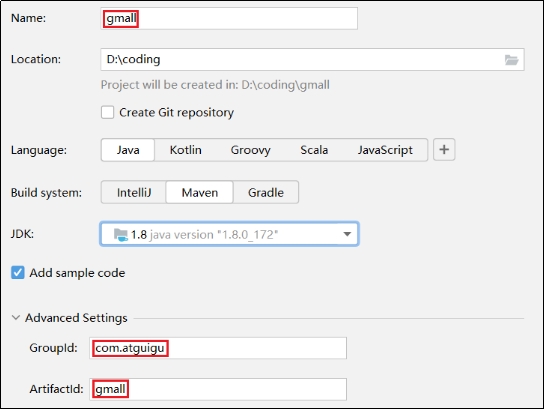 Name: gmall
Location: D:\coding
Project will be created in: D:\coding\gmall
Create Git repository
Language: Java Kotlin Groovy Scala JavaScript +
Build system: IntelliJ Maven Gradle
JDK: 1.8 java version "1.8.0_172"
Add sample code
Advanced Settings
GroupId: com.atguigu
ArtifactId: gmall